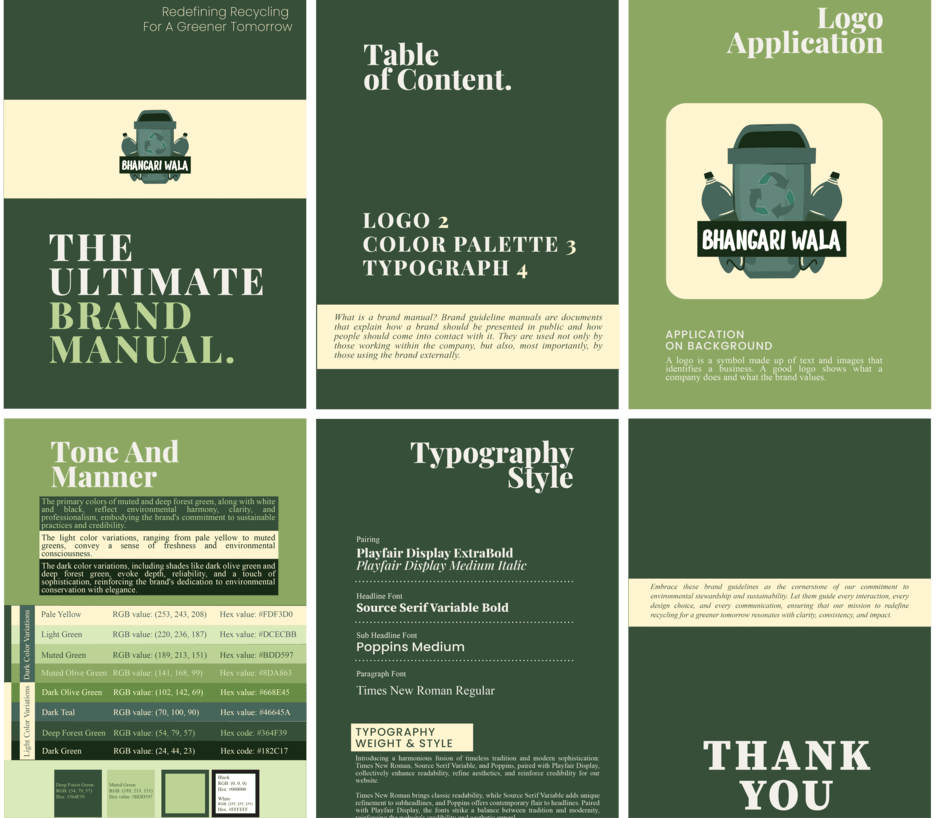 Redefining Recycling
For A Greener Tomorrow
BHANGARI WALA
THE
ULTIMATE
BRAND
MANUAL.
Table
of Content.
LOGO 2
COLOR PALETTE 3
TYPOGRAPH 4
What is a brand manual? Brand guideline manuals are documents
that explain how a brand should be presented in public and how
people should come into contact with it. They are used not only by
those working within the company, but also, most importantly, by
those using the brand externally.
Logo
Application
BHANGARI WALA
APPLICATION
ON BACKGROUND
A logo is a symbol made up of text and images that
identifies a business. A good logo shows what a
company does and what the brand values.
Tone And
Manner
The primary colors of muted and deep forest green, along with white
and black, reflect environmental harmony, clarity, and
professionalism, embodying the brand's commitment to sustainable
practices and credibility.
The light color variations, ranging from pale yellow to muted
greens, convey a sense of freshness and environmental
consciousness.
The dark color variations, including shades like dark olive green and
deep forest green, evoke depth, reliability, and a touch of
sophistication, reinforcing the brand's dedication to environmental
conservation with elegance.
Dark Color Variations
Pale Yellow RGB value: (253, 243, 208) Hex value: #FDF3D0
Light Green RGB value: (220, 236, 187) Hex value: #DCECBB
Muted Green RGB value: (189, 213, 151) Hex value: #BDD597
Muted Olive Green RGB value: (141, 168, 99) Hex value: #8DA863
Light Color Variations
Dark Olive Green RGB value: (102, 142, 69) Hex value: #668E45
Dark Teal RGB value: (70, 100, 90) Hex value: #46645A
Deep Forest Green RGB value: (54, 79, 57) Hex code: #364F39
Dark Green RGB value: (24, 44, 23) Hex code: #182C17
Deep Forest Green
RGB: (54, 79, 57)
Hex: #364F39
Muted Green
RGB: (189, 213, 151)
Hex value: #BDD597
Black
RGB: (0, 0, 0)
Hex: #000000
White
RGB: (255, 255, 255)
Hex: #FFFFFF
Typography
Style
Pairing
Playfair Display ExtraBold
Playfair Display Medium Italic
Headline Font
Source Serif Variable Bold
Sub Headline Font
Poppins Medium
Paragraph Font
Times New Roman Regular
TYPOGRAPHY
WEIGHT & STYLE
Introducing a harmonious fusion of timeless tradition and modern sophistication:
Times New Roman, Source Serif Variable, and Poppins, paired with Playfair Display,
collectively enhance readability, refine aesthetics, and reinforce credibility for our
website.
Times New Roman brings classic readability, while Source Serif Variable adds unique
refinement to subheadlines, and Poppins offers contemporary flair to headlines. Paired
with Playfair Display, the fonts strike a balance between tradition and modernity,
reinforcing the website's credibility and aesthetic appeal.
Embrace these brand guidelines as the cornerstone of our commitment to
environmental stewardship and sustainability. Let them guide every interaction, every
design choice, and every communication, ensuring that our mission to redefine
recycling for a greener tomorrow resonates with clarity, consistency, and impact.
THANK
YOU